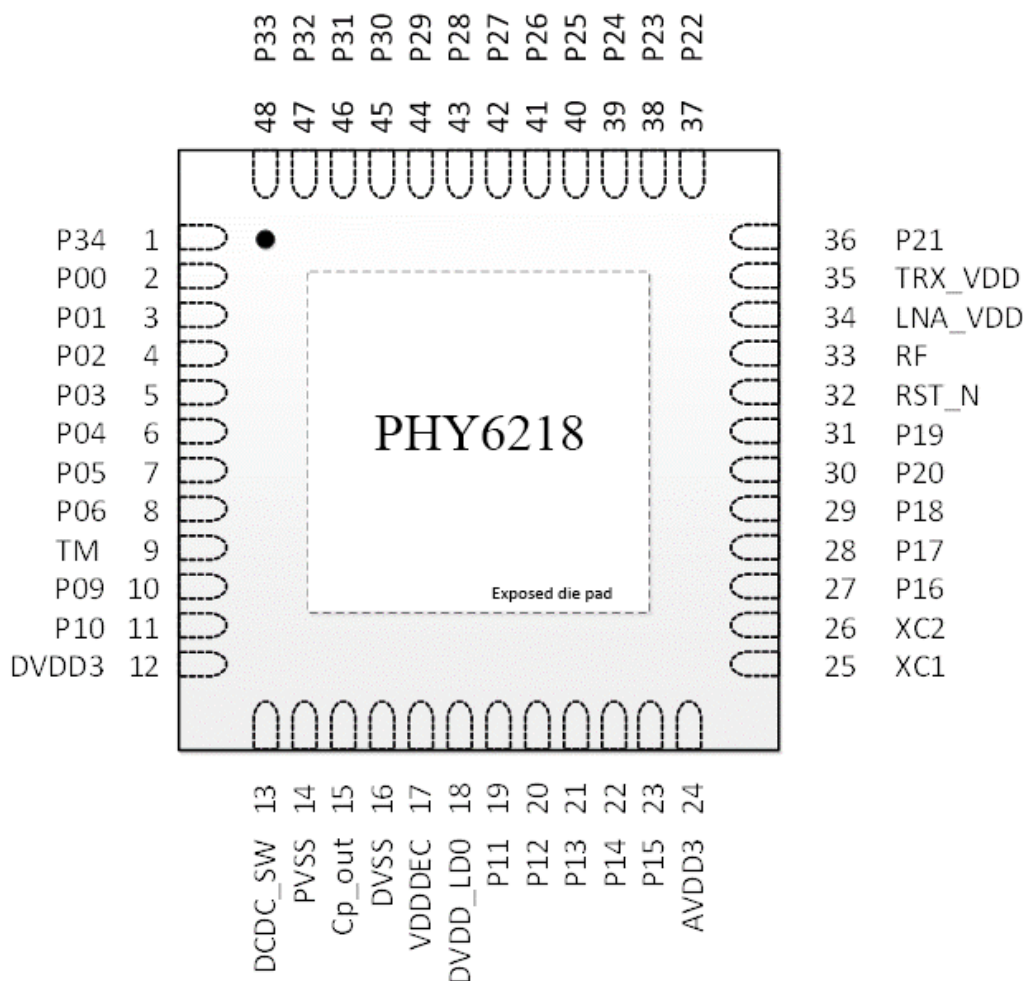 P33 P32 P31 P30 P29 P28 P27 P26 P25 P24 P23 P22
48 47 46 45 44 43 42 41 40 39 38 37
P34 1
P00 2
P01 3
P02 4
P03 5
P04 6
P05 7
P06 8
TM 9
P09 10
P10 11
DVDD3 12
PHY6218
Exposed die pad
36 P21
35 TRX_VDD
34 LNA_VDD
33 RF
32 RST_N
31 P19
30 P20
29 P18
28 P17
27 P16
26 XC2
25 XC1
13 14 15 16 17 18 19 20 21 22 23 24
DCDC_SW PVSS Cp_out DVSS VDDDEC DVDD_LD0 P11 P12 P13 P14 P15 AVDD3